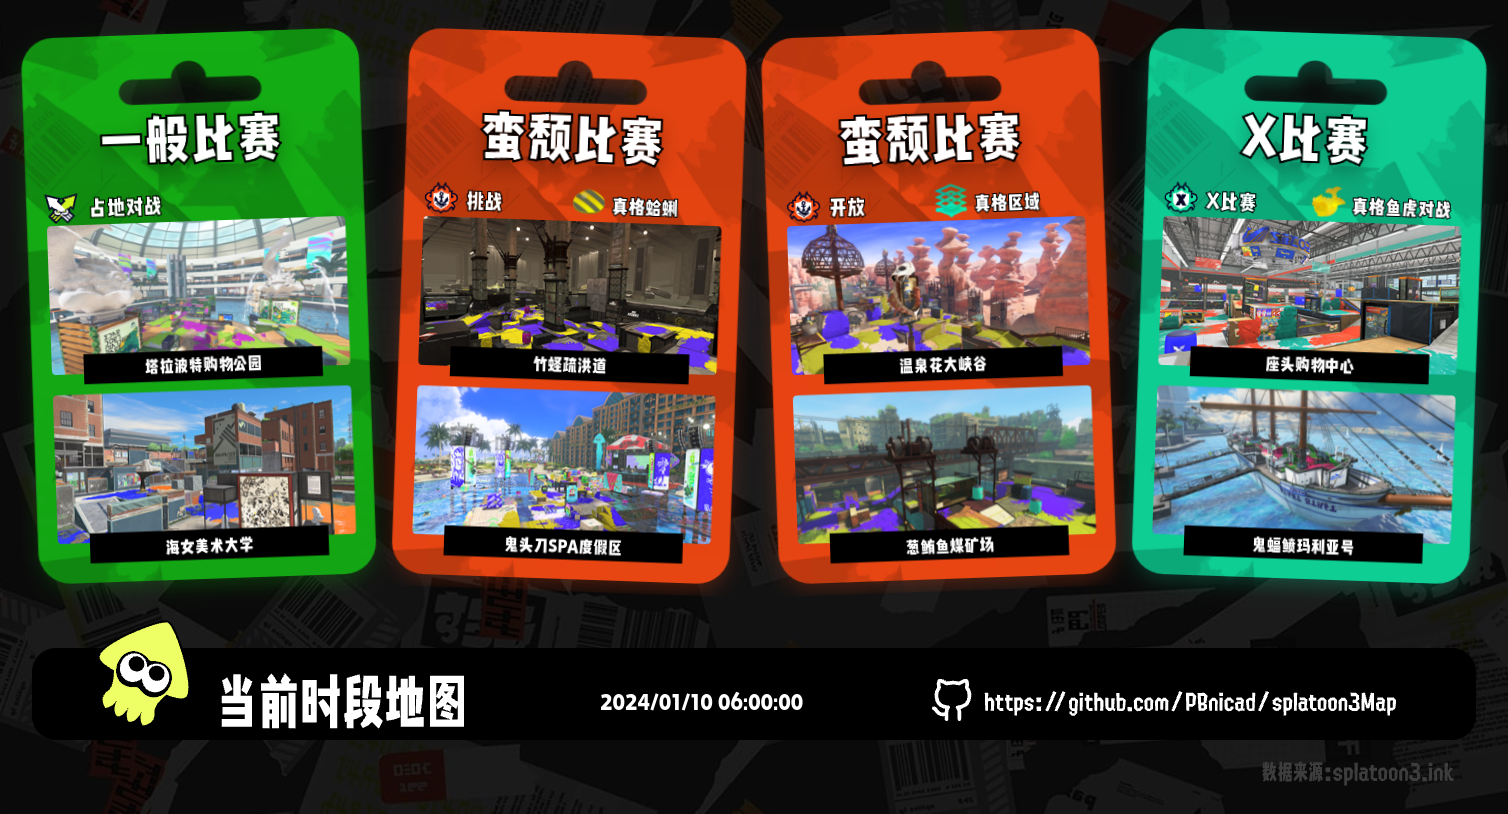 一般比赛
占地对战
塔拉波特购物公园
海女美术大学
蛮颓比赛
挑战
真格蛤蜊
竹蛏疏洪道
鬼头刀SPA度假区
蛮颓比赛
开放
真格区域
温泉花大峡谷
葱鲔鱼煤矿场
X比赛
X比赛
真格鱼虎对战
座头购物中心
鬼蝠鲼玛利亚号
当前时段地图
2024/01/10 06:00:00
https://github.com/PBnicad/splatoon3Map
数据来源:splatoon3.ink